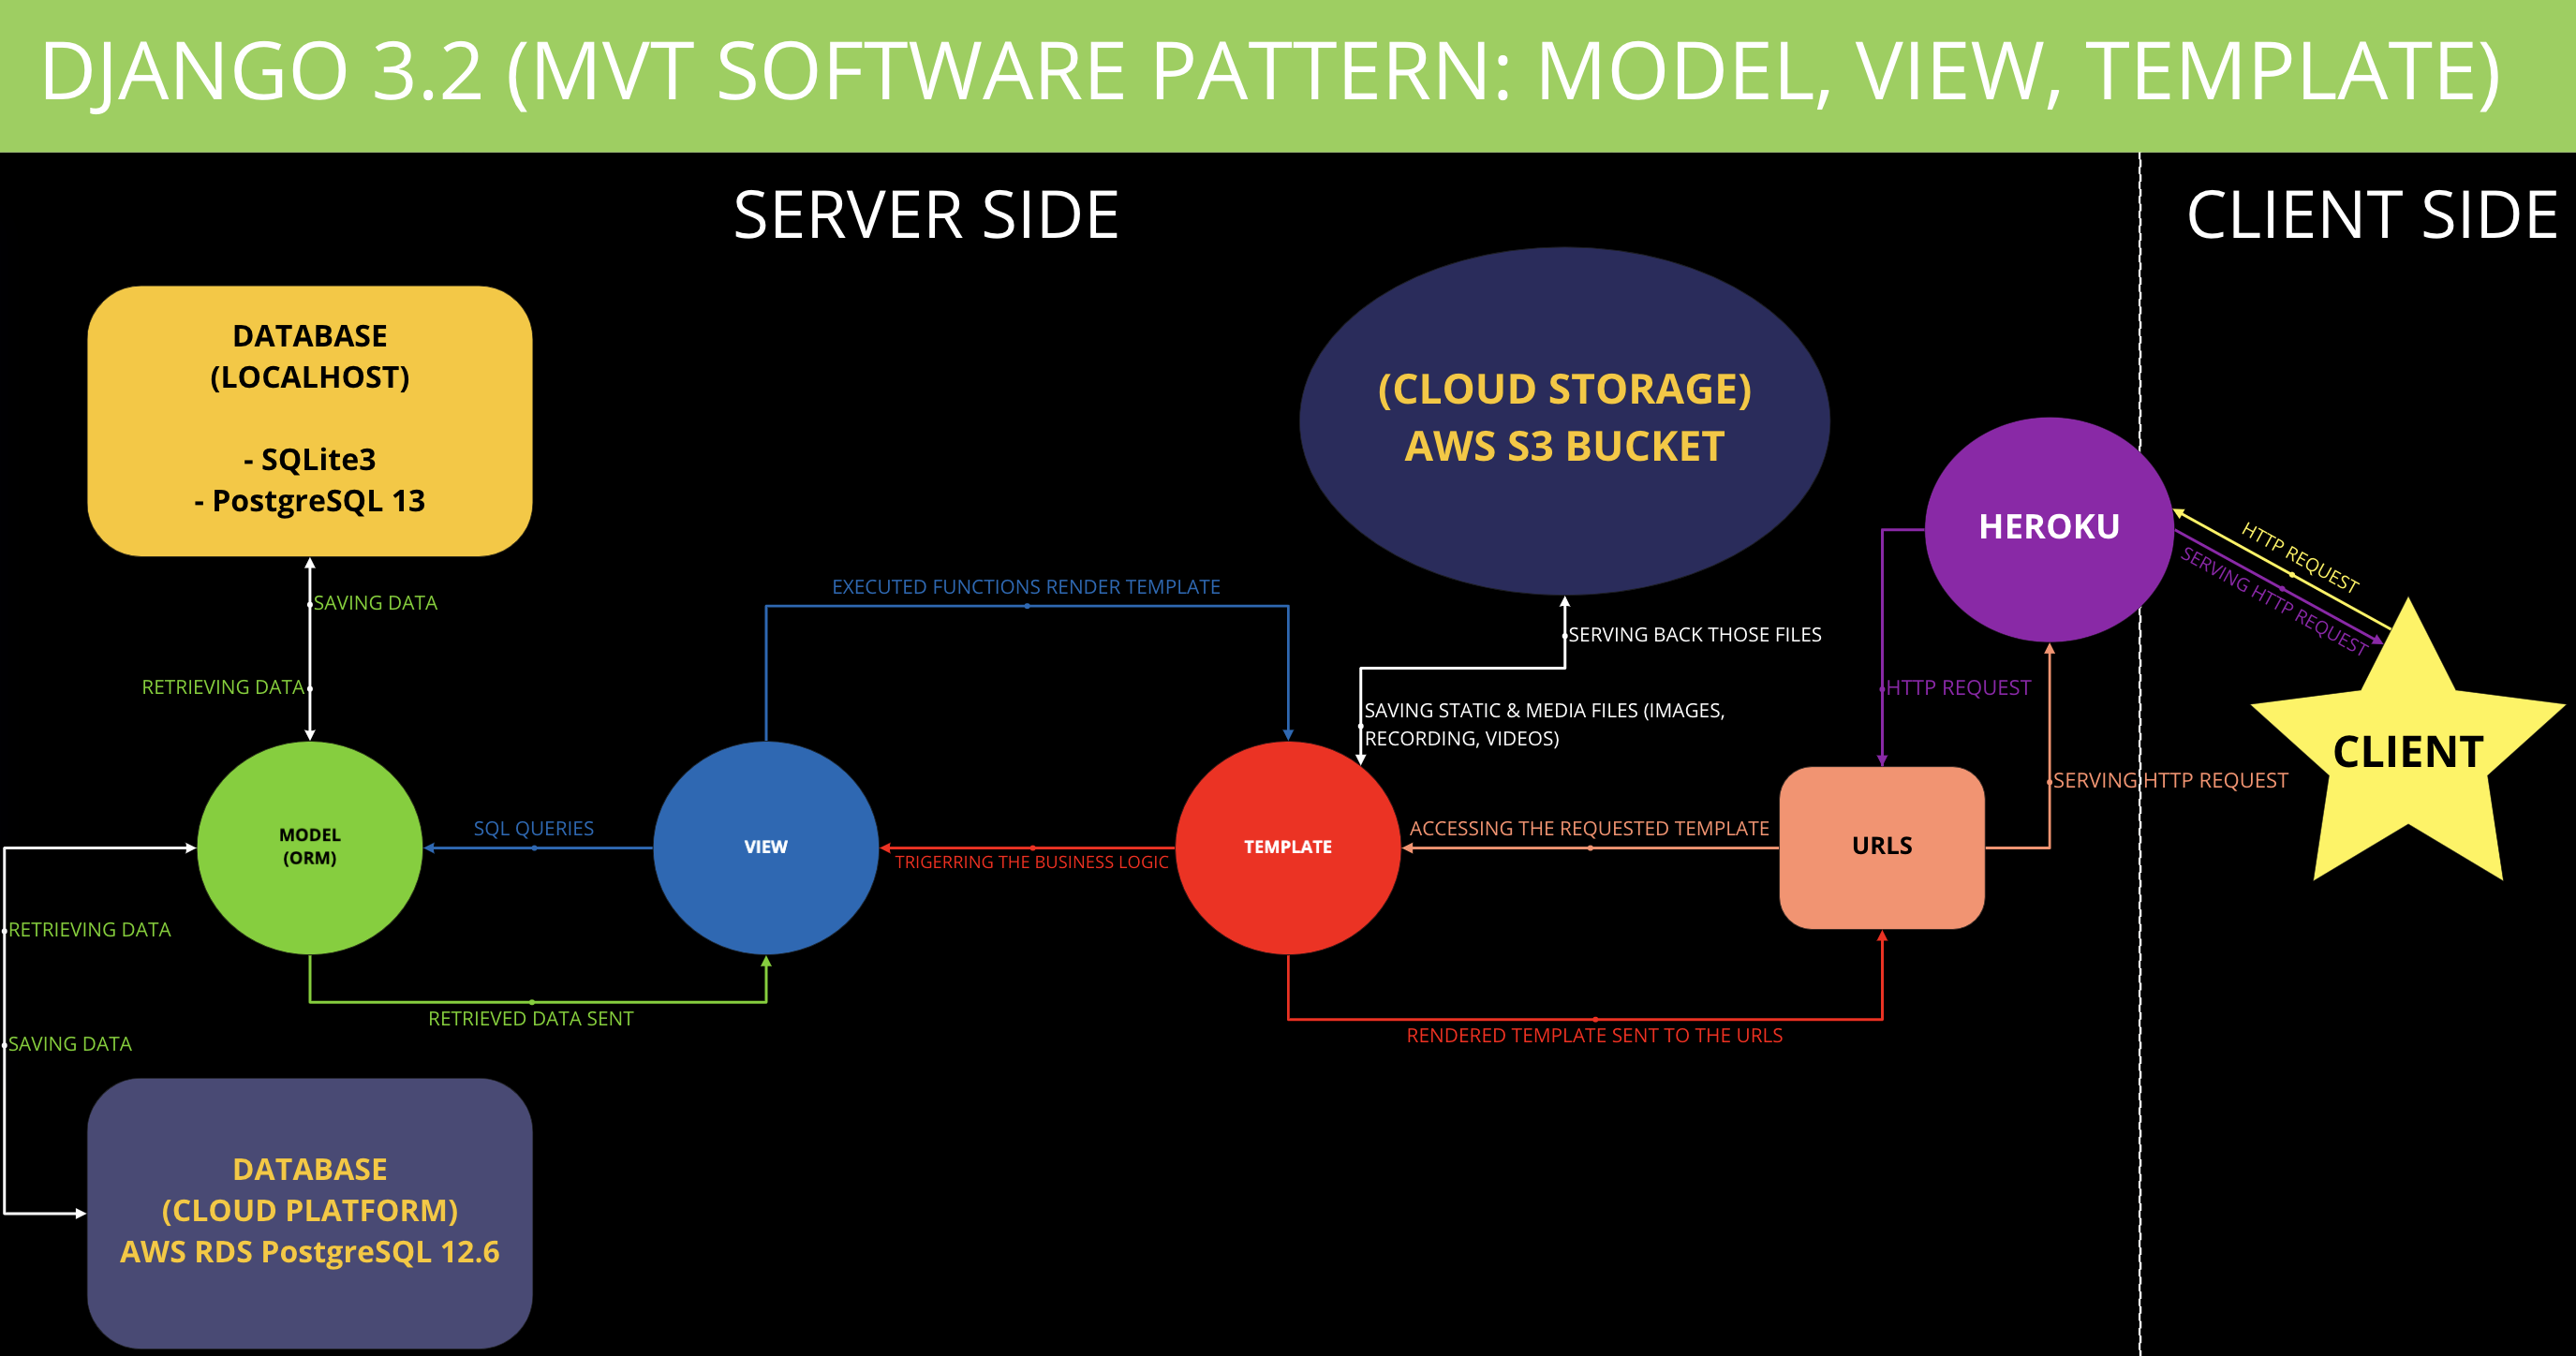 DJANGO 3.2 (MVT SOFTWARE PATTERN: MODEL, VIEW, TEMPLATE)
SERVER SIDE
CLIENT SIDE
DATABASE
(LOCALHOST)
- SQLite3
- PostgreSQL 13
(CLOUD STORAGE)
AWS S3 BUCKET
HEROKU
HTTP REQUEST
SERVING HTTP REQUEST
EXECUTED FUNCTIONS RENDER TEMPLATE
SAVING DATA
SERVING BACK THOSE FILES
RETRIEVING DATA
HTTP REQUEST
SAVING STATIC & MEDIA FILES (IMAGES,
RECORDING, VIDEOS)
CLIENT
SERVING HTTP REQUEST
MODEL
(ORM)
SQL QUERIES
VIEW
TRIGERRING THE BUSINESS LOGIC
TEMPLATE
ACCESSING THE REQUESTED TEMPLATE
URLS
RETRIEVING DATA
RETRIEVED DATA SENT
RENDERED TEMPLATE SENT TO THE URLS
SAVING DATA
DATABASE
(CLOUD PLATFORM)
AWS RDS PostgreSQL 12.6